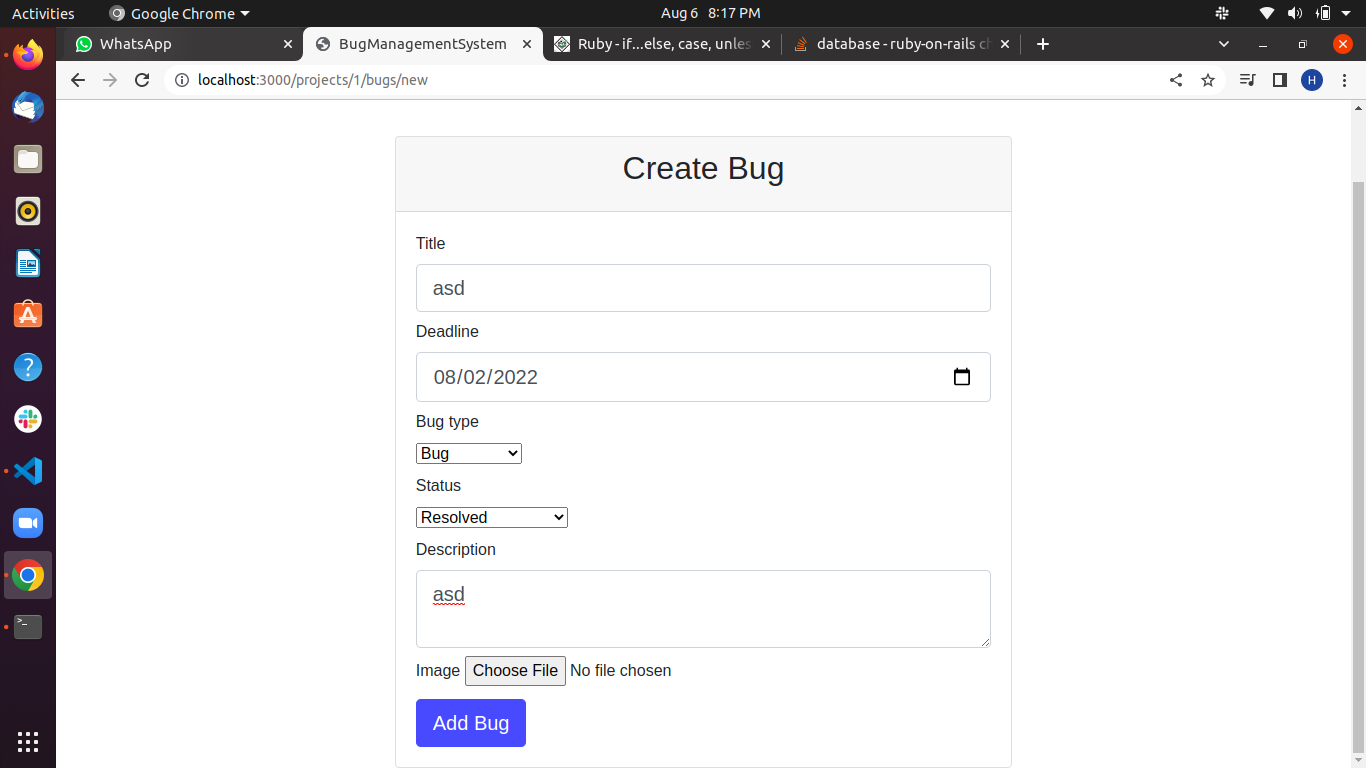 Activities Google Chrome Aug 6 8:17 PM
WhatsApp BugManagementSystem Ruby - if...else, case, unles database - ruby-on-rails ch
localhost:3000/projects/1/bugs/new H
Create Bug
Title
asd
Deadline
08/02/2022
Bug type
Bug
Status
Resolved
Description
asd
Image Choose File No file chosen
Add Bug